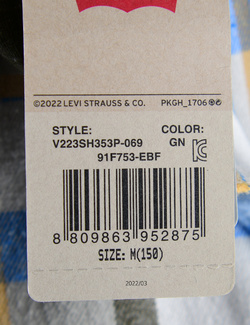 ©2022 LEVI STRAUSS & CO. PKGH_1706
STYLE: COLOR:
V223SH353P-069 GN
91F753-EBF
8 809863 952875
SIZE: M(150)
2022/03